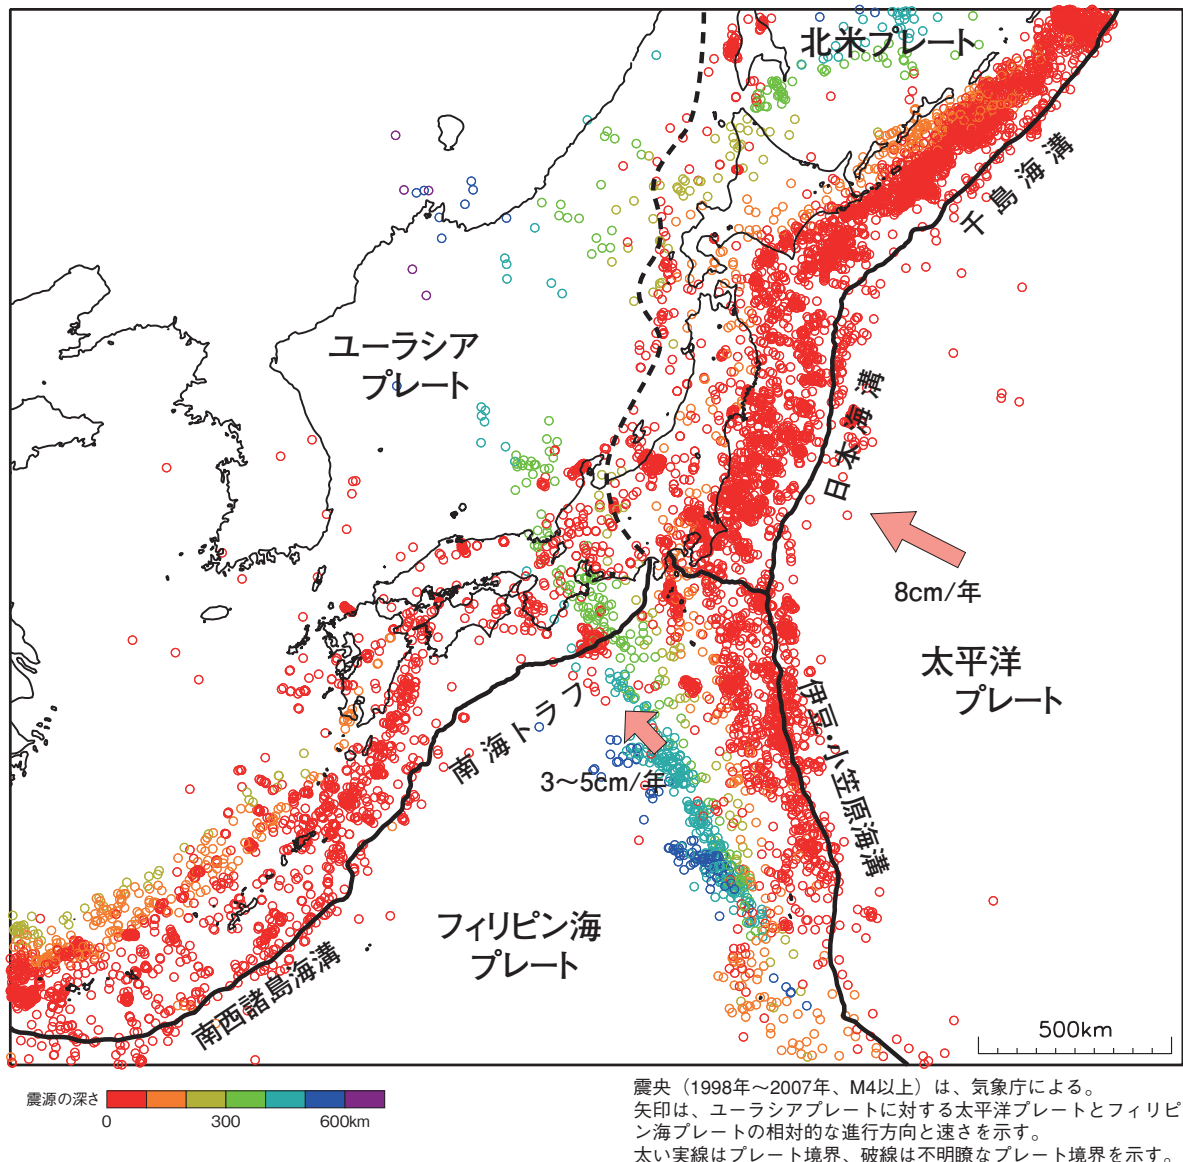 北米プレート
千島海溝
ユーラシア
プレート
日本海溝
8cm/年
太平洋
プレート
伊豆・小笠原海溝
南海トラフ
3～5cm/年
フィリピン海
プレート
南西諸島海溝
500km
震源の深さ
0 300 600km
震央（1998年～2007年、M4以上）は、気象庁による。
矢印は、ユーラシアプレートに対する太平洋プレートとフィリピ
ン海プレートの相対的な進行方向と速さを示す。
太い実線はプレート境界、破線は不明瞭なプレート境界を示す。